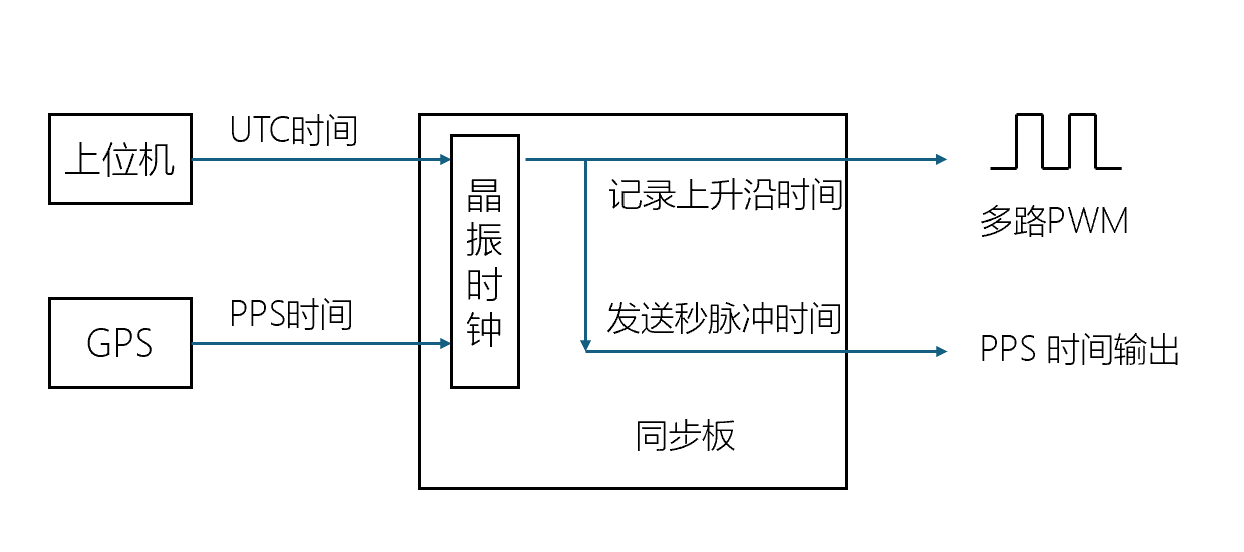 上位机
UTC时间
GPS
PPS时间
晶
振
时
钟
记录上升沿时间
发送秒脉冲时间
同步板
多路PWM
PPS 时间输出